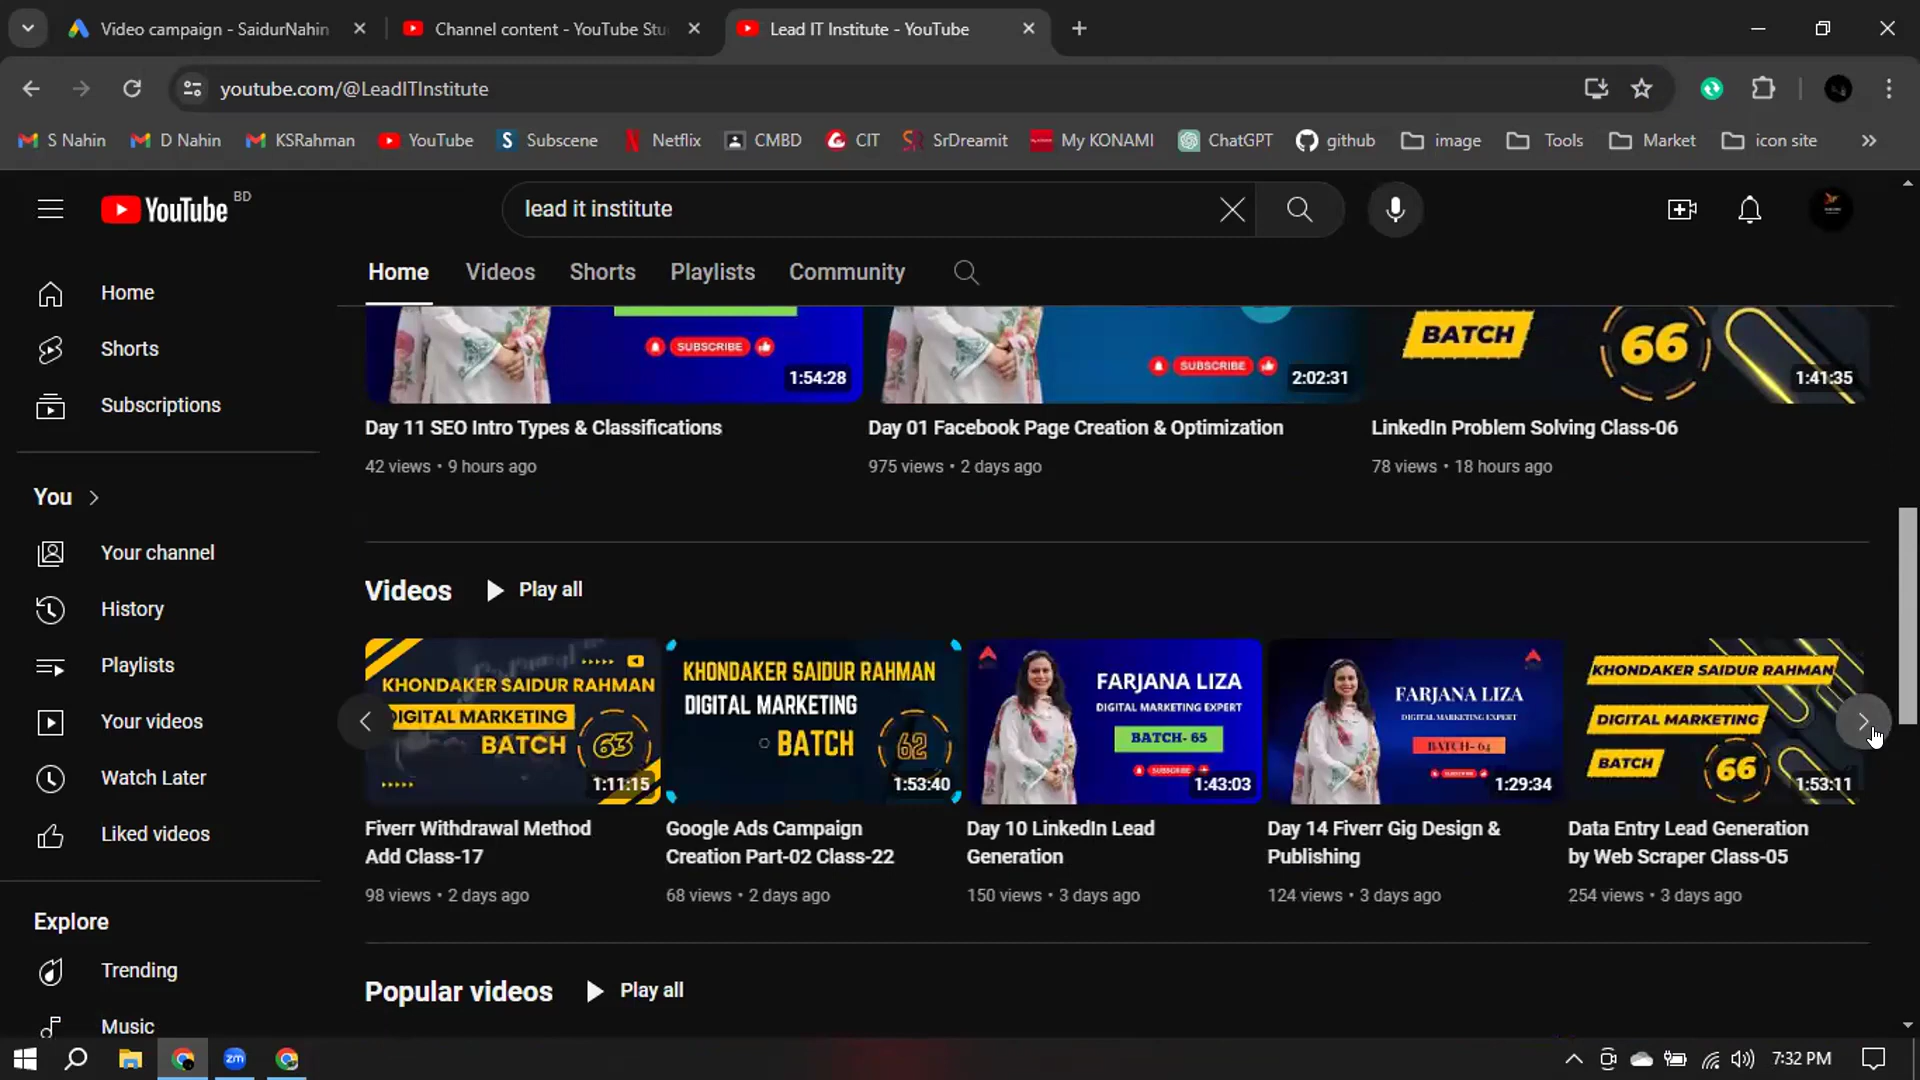 Video campaign - SaidurNahin
Channel content - YouTube Stu
Lead IT Institute - YouTube
youtube.com/@LeadITInstitute
S Nahin
D Nahin
KSRahman
YouTube
Subscene
Netflix
CMBD
CIT
SrDreamit
My KONAMI
ChatGPT
github
image
Tools
Market
icon site
YouTube BD
lead it institute
Home
Videos
Shorts
Playlists
Community
Home
Shorts
Subscriptions
You
Your channel
History
Playlists
Your videos
Watch Later
Liked videos
Explore
Trending
Music
SUBSCRIBE
1:54:28
SUBSCRIBE
2:02:31
BATCH
66
1:41:35
Day 11 SEO Intro Types & Classifications
42 views • 9 hours ago
Day 01 Facebook Page Creation & Optimization
975 views • 2 days ago
LinkedIn Problem Solving Class-06
78 views • 18 hours ago
Videos
Play all
KHONDAKER SAIDUR RAHMAN
DIGITAL MARKETING
BATCH 63
1:11:15
KHONDAKER SAIDUR RAHMAN
DIGITAL MARKETING
BATCH 62
1:53:40
FARJANA LIZA
DIGITAL MARKETING EXPERT
BATCH- 65
SUBSCRIBE
1:43:03
FARJANA LIZA
DIGITAL MARKETING EXPERT
BATCH- 64
SUBSCRIBE
1:29:34
KHONDAKER SAIDUR RAHMAN
DIGITAL MARKETING
BATCH 66
1:53:11
Fiverr Withdrawal Method
Add Class-17
98 views • 2 days ago
Google Ads Campaign
Creation Part-02 Class-22
68 views • 2 days ago
Day 10 LinkedIn Lead
Generation
150 views • 3 days ago
Day 14 Fiverr Gig Design &
Publishing
124 views • 3 days ago
Data Entry Lead Generation
by Web Scraper Class-05
254 views • 3 days ago
Popular videos
Play all
zm
7:32 PM